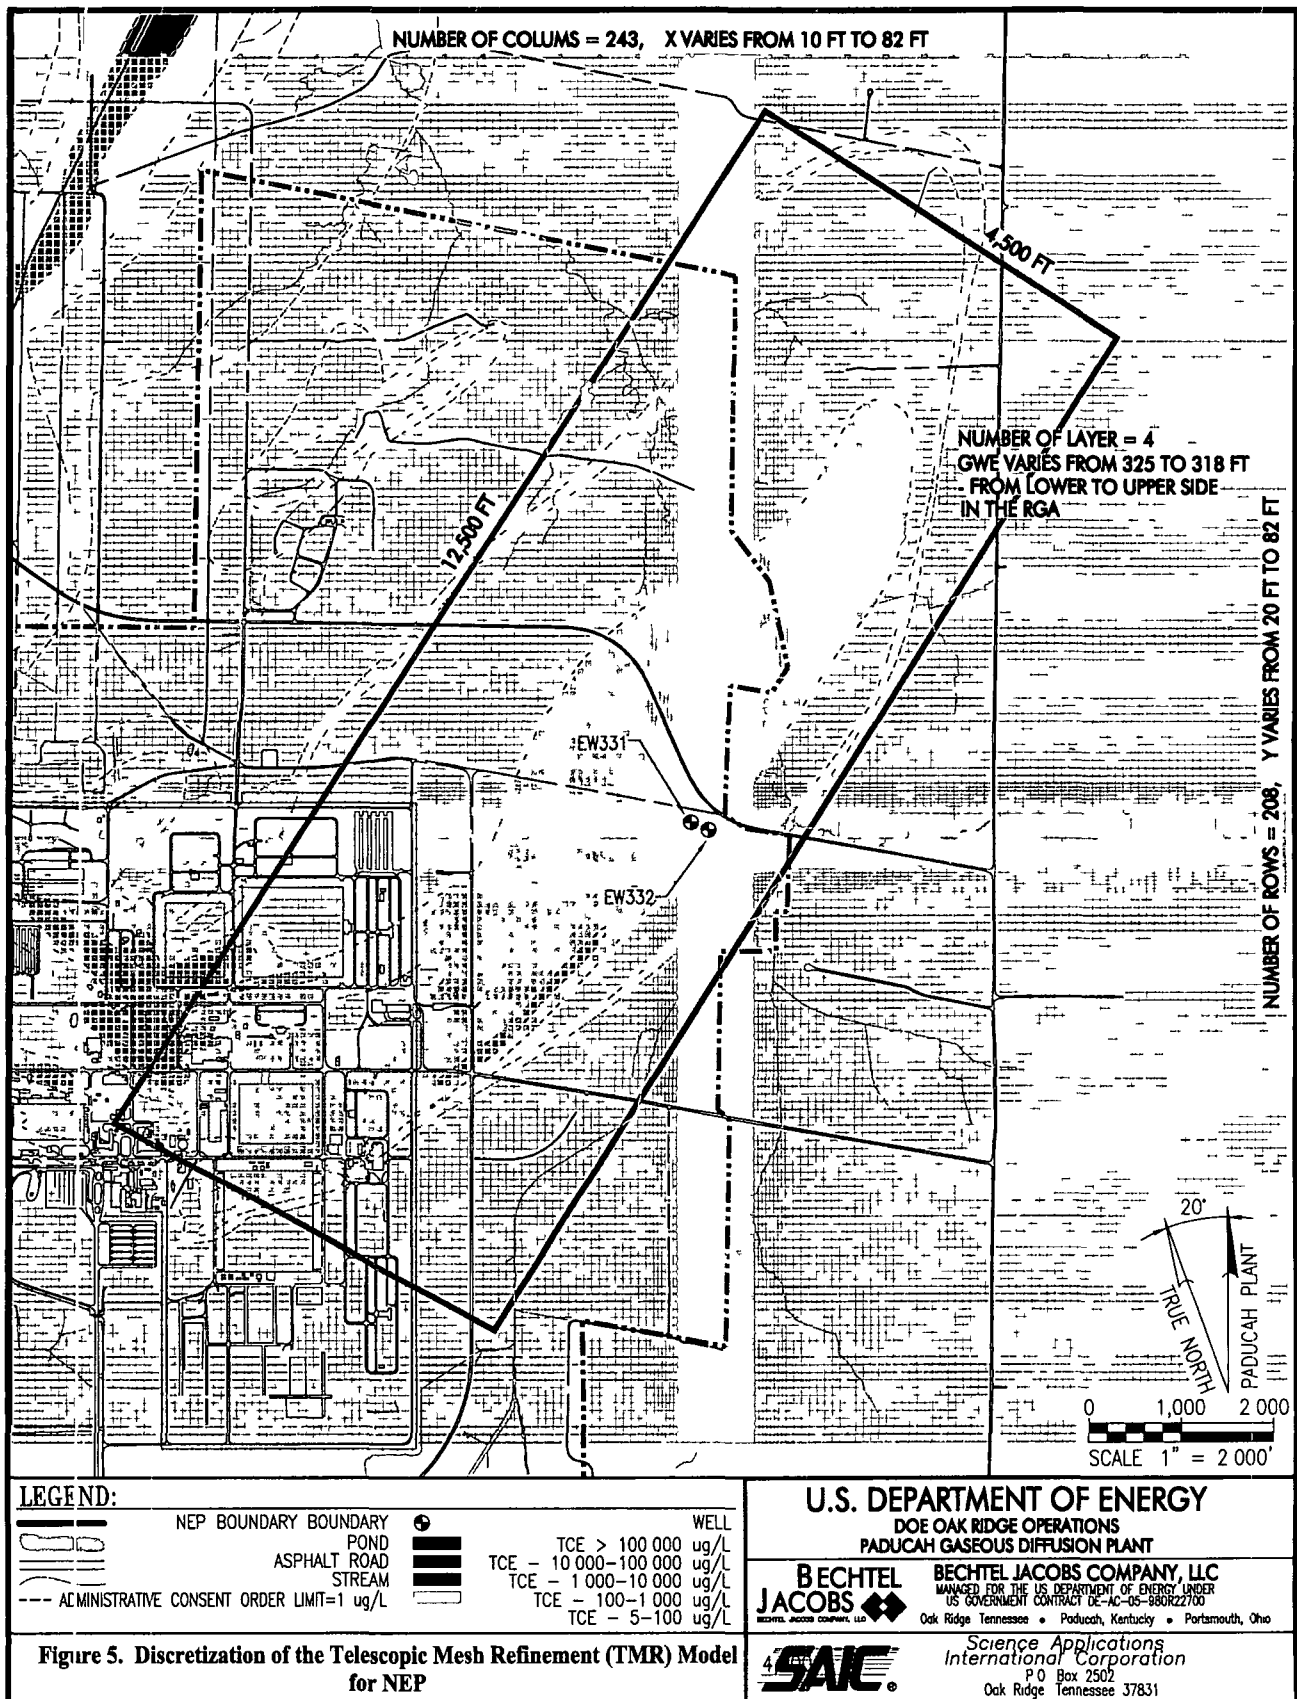 NUMBER OF COLUMS = 243, X VARIES FROM 10 FT TO 82 FT
4,500 FT
NUMBER OF LAYER = 4
GWE VARIES FROM 325 TO 318 FT
FROM LOWER TO UPPER SIDE
IN THE RGA
12,500 FT
NUMBER OF ROWS = 208, Y VARIES FROM 20 FT TO 82 FT
EW331
EW332
20°
TRUE NORTH
PADUCAH PLANT
0 1,000 2 000
SCALE 1" = 2 000'
LEGEND:
NEP BOUNDARY BOUNDARY
POND
ASPHALT ROAD
STREAM
ADMINISTRATIVE CONSENT ORDER LIMIT=1 ug/L
WELL
TCE > 100 000 ug/L
TCE – 10 000-100 000 ug/L
TCE – 1 000-10 000 ug/L
TCE – 100-1 000 ug/L
TCE – 5-100 ug/L
Figure 5. Discretization of the Telescopic Mesh Refinement (TMR) Model
for NEP
U.S. DEPARTMENT OF ENERGY
DOE OAK RIDGE OPERATIONS
PADUCAH GASEOUS DIFFUSION PLANT
BECHTEL
JACOBS
BECHTEL JACOBS COMPANY, LLC
BECHTEL JACOBS COMPANY, LLC
MANAGED FOR THE US DEPARTMENT OF ENERGY UNDER
US GOVERNMENT CONTRACT DE-AC-05-98OR22700
Oak Ridge Tennessee • Paducah, Kentucky • Portsmouth, Ohio
SAIC®
Science Applications
International Corporation
P O Box 2502
Oak Ridge Tennessee 37831